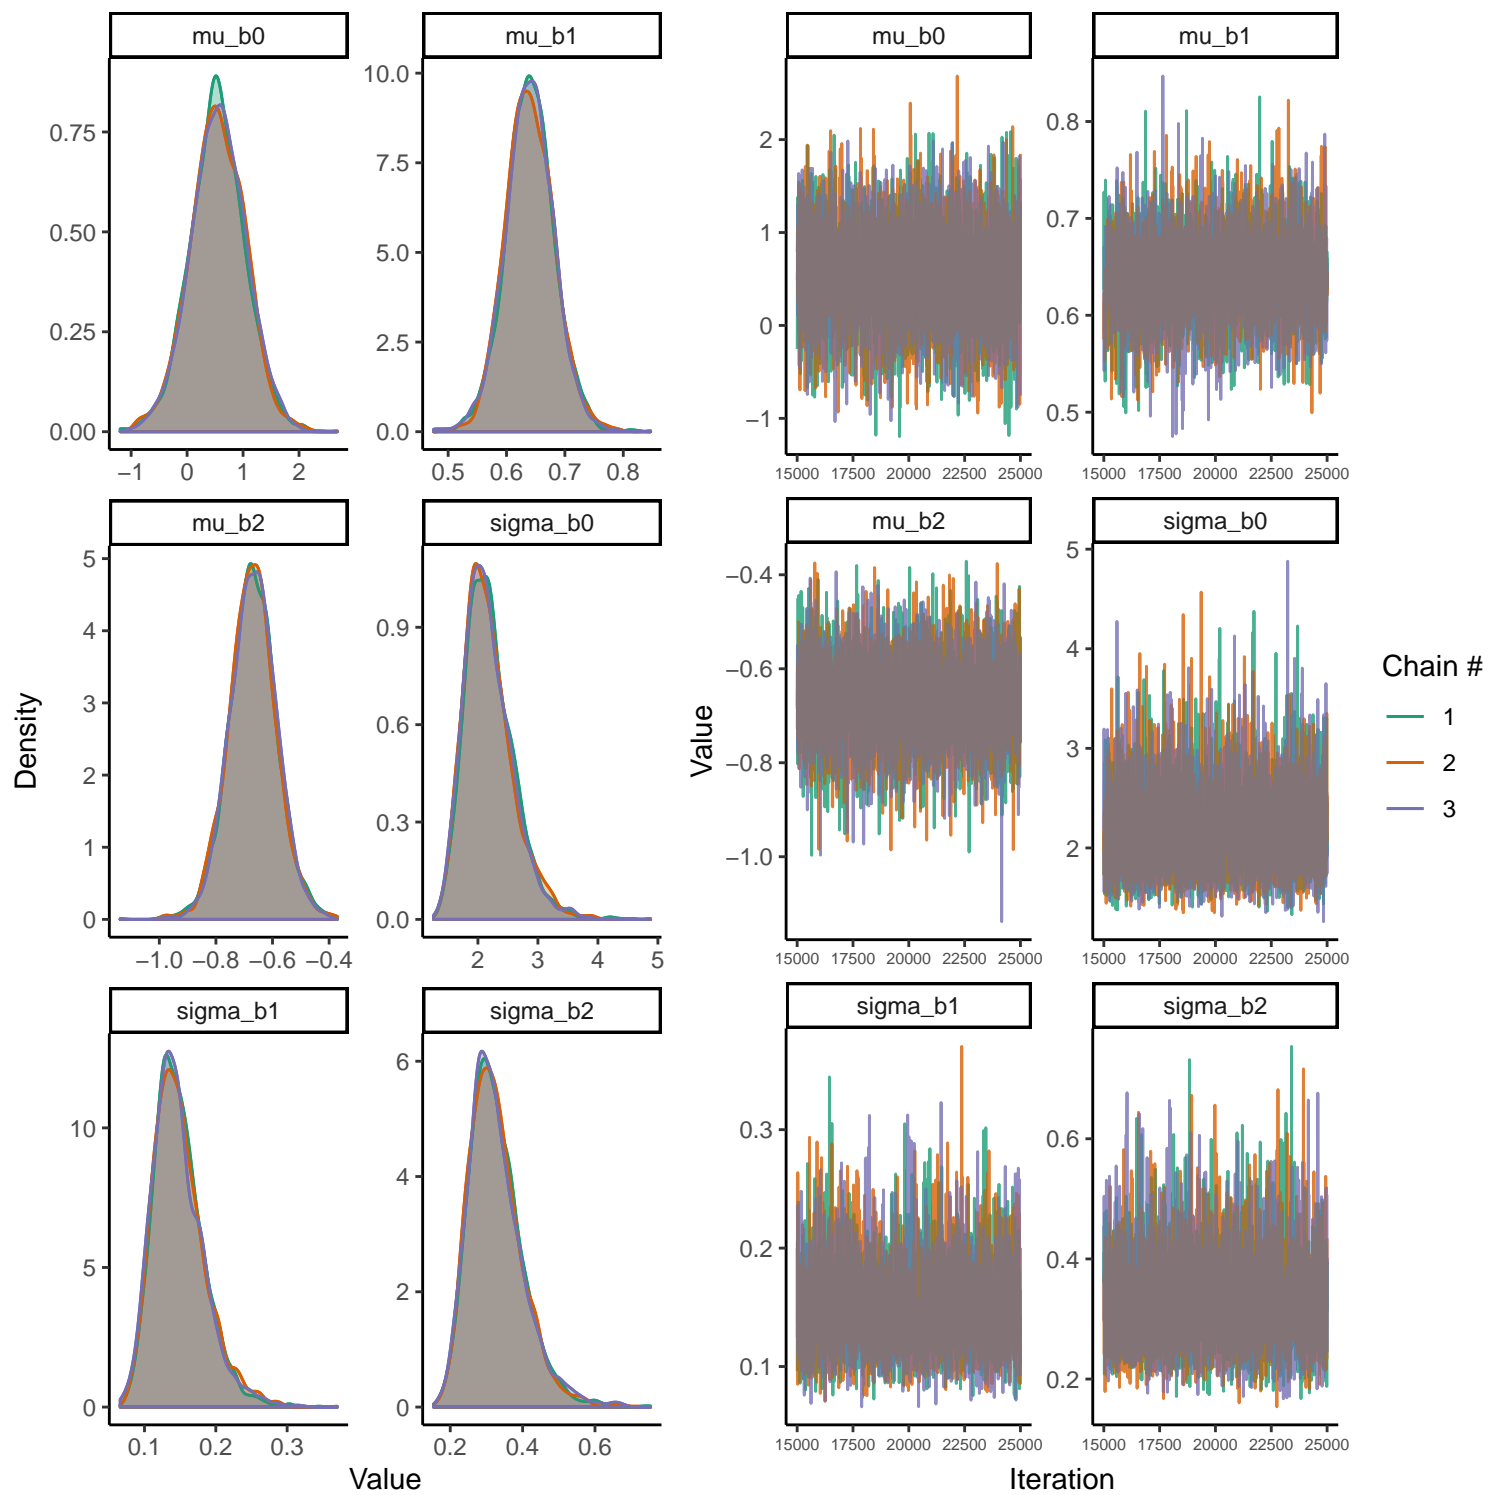 mu_b0 mu_b1 mu_b0 mu_b1
0.00 0.25 0.50 0.75
−1 0 1 2
0.0 2.5 5.0 7.5 10.0
0.5 0.6 0.7 0.8
−1 0 1 2
15000 17500 20000 22500 25000
0.5 0.6 0.7 0.8
15000 17500 20000 22500 25000
mu_b2 sigma_b0 mu_b2 sigma_b0
0 1 2 3 4 5
−1.0 −0.8 −0.6 −0.4
0.0 0.3 0.6 0.9
2 3 4 5
−1.0 −0.8 −0.6 −0.4
15000 17500 20000 22500 25000
2 3 4 5
15000 17500 20000 22500 25000
sigma_b1 sigma_b2 sigma_b1 sigma_b2
0 5 10
0.1 0.2 0.3
0 2 4 6
0.2 0.4 0.6
0.1 0.2 0.3
15000 17500 20000 22500 25000
0.2 0.4 0.6
15000 17500 20000 22500 25000
Density
Value
Value
Iteration
Chain #
1
2
3